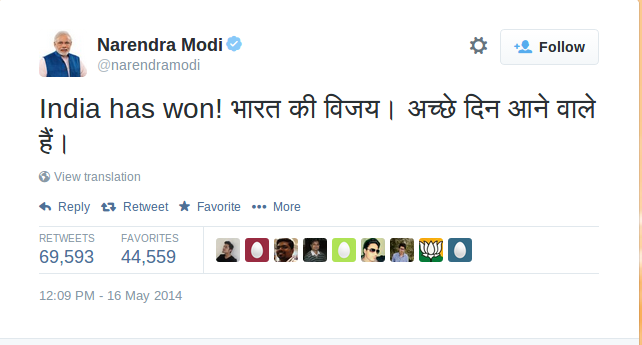 Narendra Modi
@narendramodi
Follow
India has won! भारत की विजय। अच्छे दिन आने वाले
हैं।
View translation
Reply Retweet Favorite More
RETWEETS FAVORITES
69,593 44,559
12:09 PM - 16 May 2014